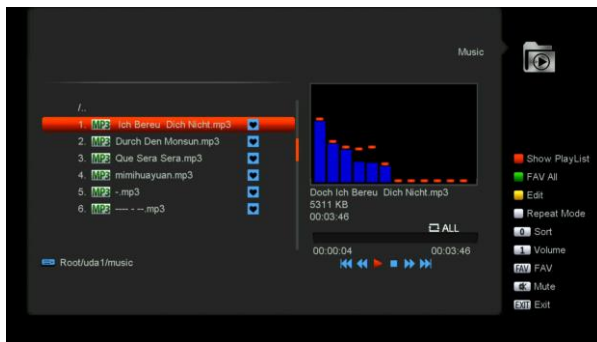 Music
/..
1. MP3 Ich Bereu Dich Nicht.mp3
2. MP3 Durch Den Monsun.mp3
3. MP3 Que Sera Sera.mp3
4. MP3 mimihuayuan.mp3
5. MP3 -.mp3
6. MP3 ---- - --.mp3
Root/uda1/music
Doch Ich Bereu Dich Nicht.mp3
5311 KB
00:03:46
ALL
00:00:04 00:03:46
Show PlayList
FAV All
Edit
Repeat Mode
0 Sort
1 Volume
FAV FAV
Mute
EXIT Exit